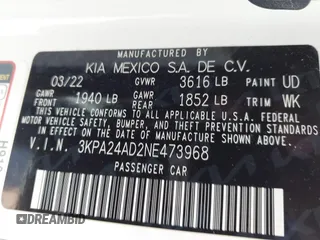 MANUFACTURED BY
KIA MEXICO S.A. DE C.V.
03/22 GVWR 3616 LB PAINT UD
GAWR FRONT 1940 LB GAWR REAR 1852 LB TRIM WK
THIS VEHICLE CONFORMS TO ALL APPLICABLE U.S. FEDERAL
MOTOR VEHICLE SAFETY, BUMPER, AND THEFT PREVENTION
STANDARDS IN EFFECT ON THE DATE OF MANUFACTURE SHOWN ABOVE.
V.I.N. 3KPA24AD2NE473968
PASSENGER CAR
DREAMBID